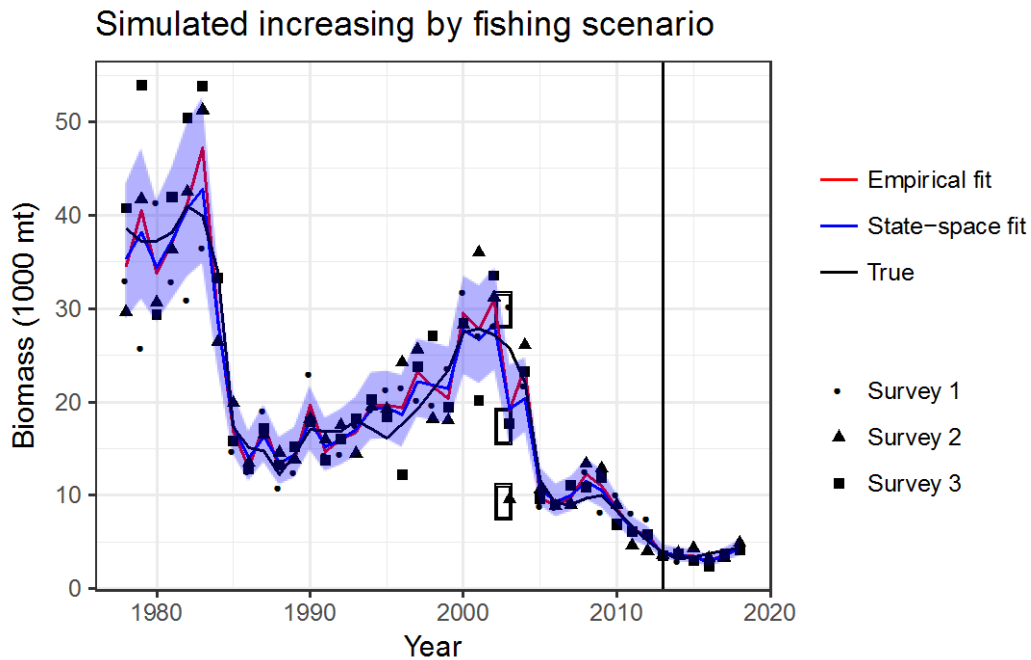 Simulated increasing by fishing scenario
Biomass (1000 mt)
50
40
30
20
10
0
1980
1990
2000
2010
2020
Year
Empirical fit
State−space fit
True
Survey 1
Survey 2
Survey 3